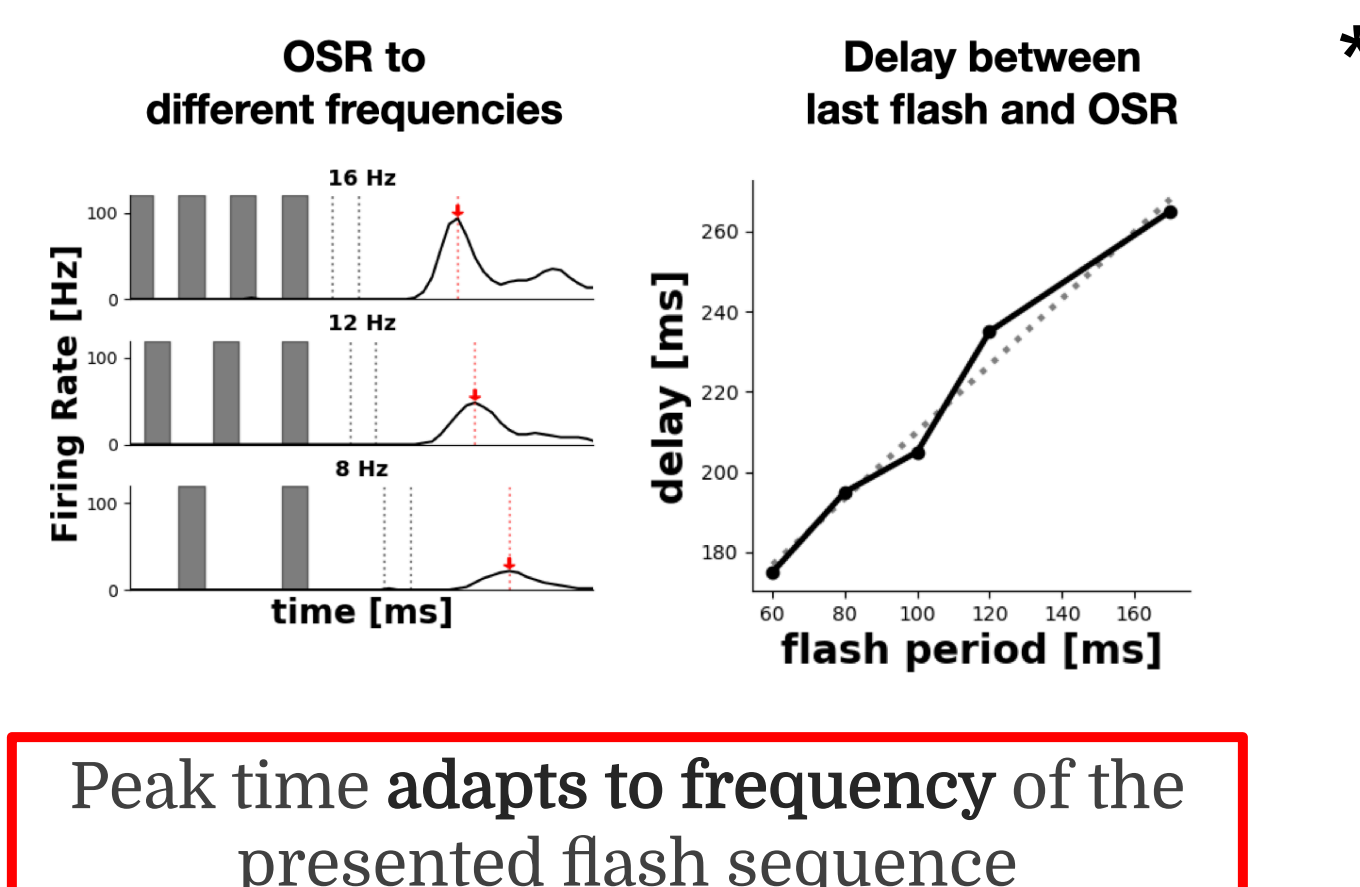 OSR to
different frequencies
Delay between
last flash and OSR
*
Firing Rate [Hz]
16 Hz
100
0
12 Hz
100
0
8 Hz
100
0
time [ms]
delay [ms]
260
240
220
200
180
60 80 100 120 140 160
flash period [ms]
Peak time adapts to frequency of the
presented flash sequence